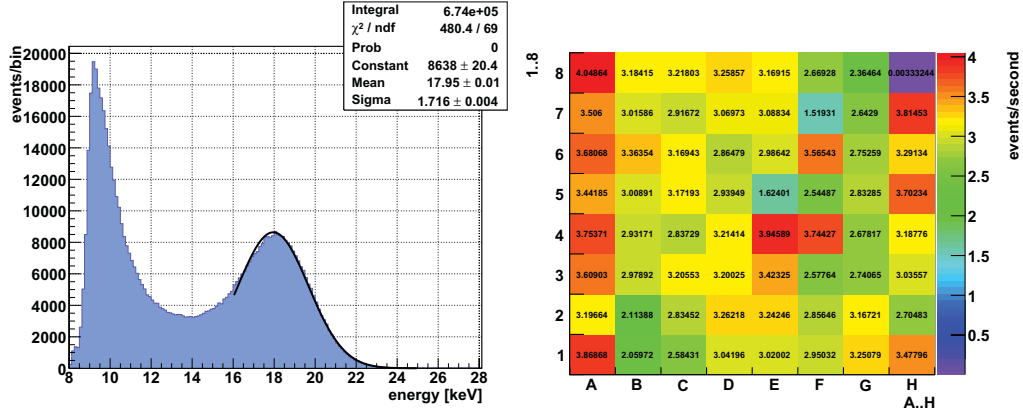 Integral 6.74e+05
χ² / ndf 480.4 / 69
Prob 0
Constant 8638 ± 20.4
Mean 17.95 ± 0.01
Sigma 1.716 ± 0.004
events/bin
20000
18000
16000
14000
12000
10000
8000
6000
4000
2000
0
8 10 12 14 16 18 20 22 24 26 28
energy [keV]
1..8
8 4.04864 3.18415 3.21803 3.25857 3.16915 2.66928 2.36464 0.00333244
7 3.506 3.01586 2.91672 3.06973 3.08834 1.51931 2.6429 3.81453
6 3.68068 3.36354 3.16943 2.86479 2.98642 3.56543 2.75259 3.29134
5 3.44185 3.00891 3.17193 2.93949 1.62401 2.54487 2.83285 3.70234
4 3.75371 2.93171 2.83729 3.21414 3.94589 3.74427 2.67817 3.18776
3 3.60903 2.97892 3.20553 3.20025 3.42325 2.57764 2.74065 3.03557
2 3.19664 2.11388 2.83452 3.26218 3.24246 2.85646 3.16721 2.70483
1 3.86868 2.05972 2.58431 3.04196 3.02002 2.95032 3.25079 3.47796
A B C D E F G H
A..H
4
3.5
3
2.5
2
1.5
1
0.5
events/second